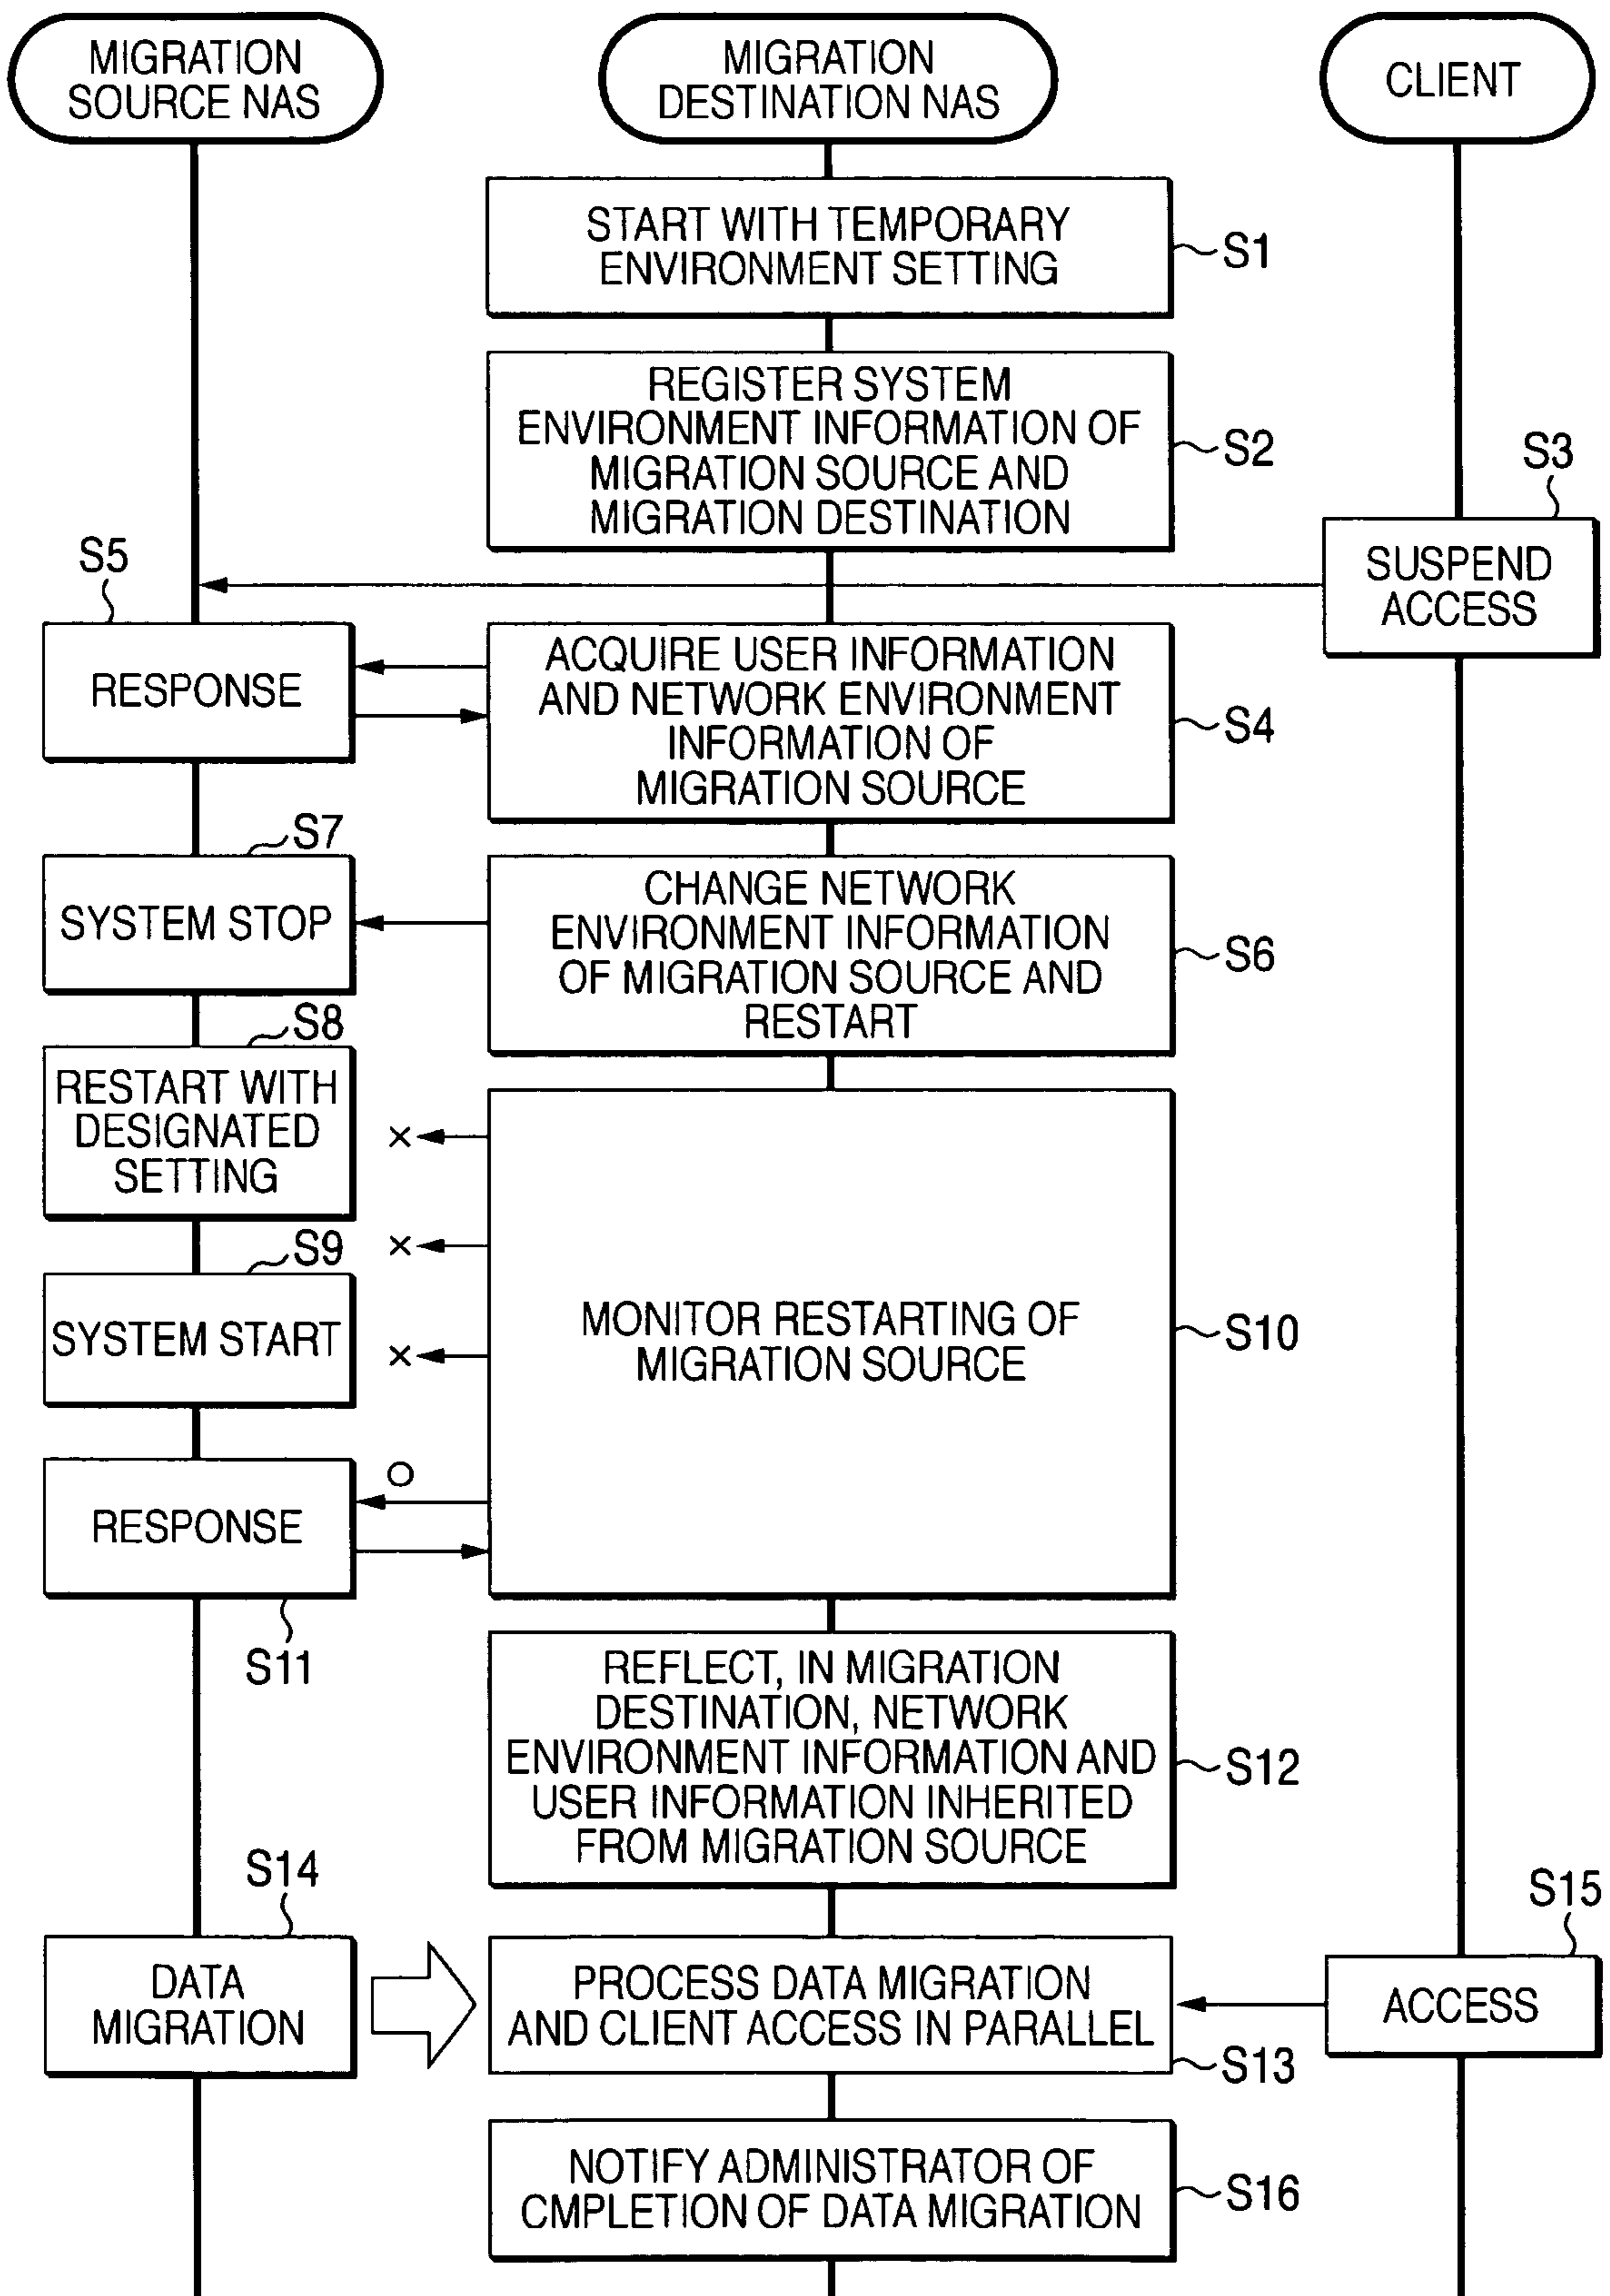 MIGRATION
SOURCE NAS
MIGRATION
DESTINATION NAS
CLIENT
START WITH TEMPORARY
ENVIRONMENT SETTING
S1
REGISTER SYSTEM
ENVIRONMENT INFORMATION OF
MIGRATION SOURCE AND
MIGRATION DESTINATION
S2
S3
SUSPEND
ACCESS
S5
RESPONSE
ACQUIRE USER INFORMATION
AND NETWORK ENVIRONMENT
INFORMATION OF
MIGRATION SOURCE
S4
S7
SYSTEM STOP
CHANGE NETWORK
ENVIRONMENT INFORMATION
OF MIGRATION SOURCE AND
RESTART
S6
S8
RESTART WITH
DESIGNATED
SETTING
×
×
S9
SYSTEM START
×
MONITOR RESTARTING OF
MIGRATION SOURCE
S10
○
RESPONSE
S11
REFLECT, IN MIGRATION
DESTINATION, NETWORK
ENVIRONMENT INFORMATION AND
USER INFORMATION INHERITED
FROM MIGRATION SOURCE
S12
S14
DATA
MIGRATION
PROCESS DATA MIGRATION
AND CLIENT ACCESS IN PARALLEL
S13
S15
ACCESS
NOTIFY ADMINISTRATOR OF
CMPLETION OF DATA MIGRATION
S16